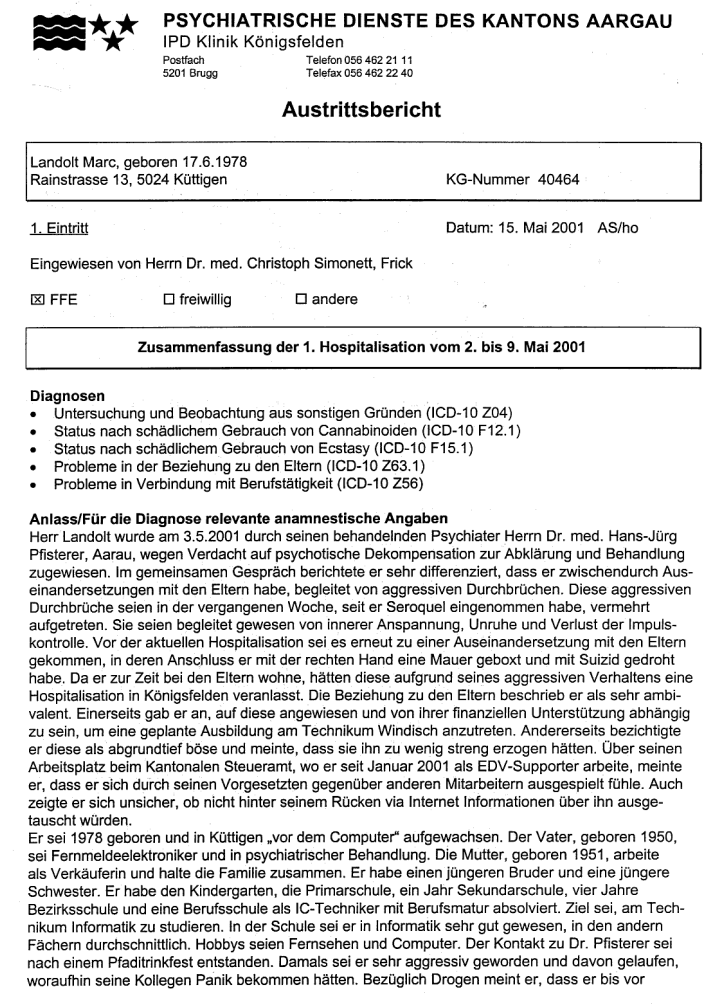 PSYCHIATRISCHE DIENSTE DES KANTONS AARGAU
IPD Klinik Königsfelden
Postfach Telefon 056 462 21 11
5201 Brugg Telefax 056 462 22 40
Austrittsbericht
Landolt Marc, geboren 17.6.1978
Rainstrasse 13, 5024 Küttigen KG-Nummer 40464
1. Eintritt Datum: 15. Mai 2001 AS/ho
Eingewiesen von Herrn Dr. med. Christoph Simonett, Frick
☒ FFE ☐ freiwillig ☐ andere
Zusammenfassung der 1. Hospitalisation vom 2. bis 9. Mai 2001
Diagnosen
• Untersuchung und Beobachtung aus sonstigen Gründen (ICD-10 Z04)
• Status nach schädlichem Gebrauch von Cannabinoiden (ICD-10 F12.1)
• Status nach schädlichem Gebrauch von Ecstasy (ICD-10 F15.1)
• Probleme in der Beziehung zu den Eltern (ICD-10 Z63.1)
• Probleme in Verbindung mit Berufstätigkeit (ICD-10 Z56)
Anlass/Für die Diagnose relevante anamnestische Angaben
Herr Landolt wurde am 3.5.2001 durch seinen behandelnden Psychiater Herrn Dr. med. Hans-Jürg
Pfisterer, Aarau, wegen Verdacht auf psychotische Dekompensation zur Abklärung und Behandlung
zugewiesen. Im gemeinsamen Gespräch berichtete er sehr differenziert, dass er zwischendurch Aus-
einandersetzungen mit den Eltern habe, begleitet von aggressiven Durchbrüchen. Diese aggressiven
Durchbrüche seien in der vergangenen Woche, seit er Seroquel eingenommen habe, vermehrt
aufgetreten. Sie seien begleitet gewesen von innerer Anspannung, Unruhe und Verlust der Impuls-
kontrolle. Vor der aktuellen Hospitalisation sei es erneut zu einer Auseinandersetzung mit den Eltern
gekommen, in deren Anschluss er mit der rechten Hand eine Mauer geboxt und mit Suizid gedroht
habe. Da er zur Zeit bei den Eltern wohne, hätten diese aufgrund seines aggressiven Verhaltens eine
Hospitalisation in Königsfelden veranlasst. Die Beziehung zu den Eltern beschrieb er als sehr ambi-
valent. Einerseits gab er an, auf diese angewiesen und von ihrer finanziellen Unterstützung abhängig
zu sein, um eine geplante Ausbildung am Technikum Windisch anzutreten. Andererseits bezichtigte
er diese als abgrundtief böse und meinte, dass sie ihn zu wenig streng erzogen hätten. Über seinen
Arbeitsplatz beim Kantonalen Steueramt, wo er seit Januar 2001 als EDV-Supporter arbeite, meinte
er, dass er sich durch seinen Vorgesetzten gegenüber anderen Mitarbeitern ausgespielt fühle. Auch
zeigte er sich unsicher, ob nicht hinter seinem Rücken via Internet Informationen über ihn ausge-
tauscht würden.
Er sei 1978 geboren und in Küttigen „vor dem Computer“ aufgewachsen. Der Vater, geboren 1950,
sei Fernmeldeelektroniker und in psychiatrischer Behandlung. Die Mutter, geboren 1951, arbeite
als Verkäuferin und halte die Familie zusammen. Er habe einen jüngeren Bruder und eine jüngere
Schwester. Er habe den Kindergarten, die Primarschule, ein Jahr Sekundarschule, vier Jahre
Bezirksschule und eine Berufsschule als IC-Techniker mit Berufsmatur absolviert. Ziel sei, am Tech-
nikum Informatik zu studieren. In der Schule sei er in Informatik sehr gut gewesen, in den andern
Fächern durchschnittlich. Hobbys seien Fernsehen und Computer. Der Kontakt zu Dr. Pfisterer sei
nach einem Pfaditrinkfest entstanden. Damals sei er sehr aggressiv geworden und davon gelaufen,
woraufhin seine Kollegen Panik bekommen hätten. Bezüglich Drogen meint er, dass er bis vor